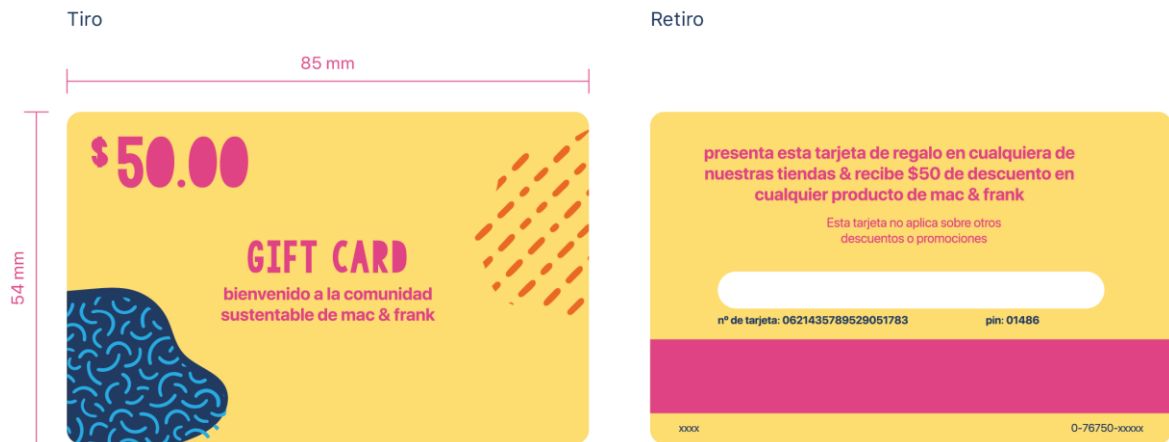 Tiro
Retiro
85 mm
54 mm
$50.00
GIFT CARD
bienvenido a la comunidad
sustentable de mac & frank
presenta esta tarjeta de regalo en cualquiera de
nuestras tiendas & recibe $50 de descuento en
cualquier producto de mac & frank
Esta tarjeta no aplica sobre otros
descuentos o promociones
nº de tarjeta: 0621435789529051783
pin: 01486
xxxx
0-76750-xxxxx